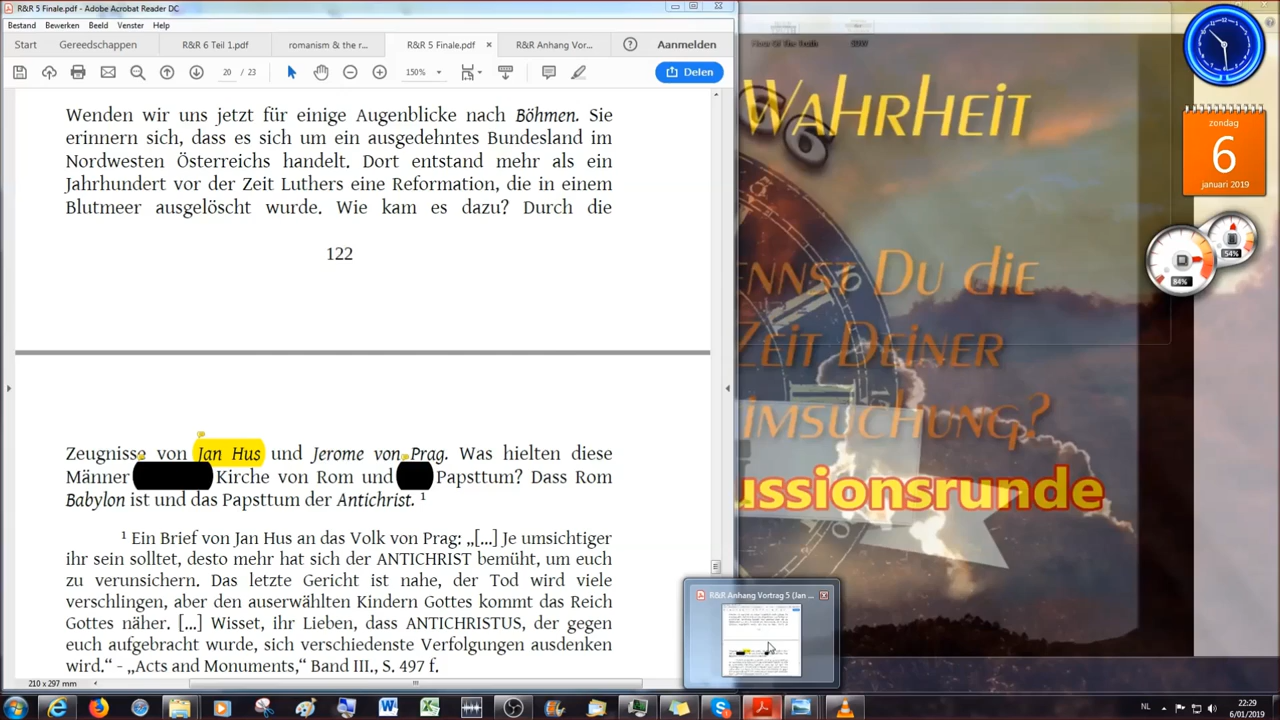 R&R 5 Finale.pdf - Adobe Acrobat Reader DC
Bestand Bewerken Beeld Venster Help
Start Gereedschappen R&R 6 Teil 1.pdf romanism & the r... R&R 5 Finale.pdf × R&R Anhang Vor... Aanmelden
20 / 23 150% Delen
Wenden wir uns jetzt für einige Augenblicke nach Böhmen. Sie
erinnern sich, dass es sich um ein ausgedehntes Bundesland im
Nordwesten Österreichs handelt. Dort entstand mehr als ein
Jahrhundert vor der Zeit Luthers eine Reformation, die in einem
Blutmeer ausgelöscht wurde. Wie kam es dazu? Durch die
122
Zeugnisse von Jan Hus und Jerome von Prag. Was hielten diese
Männer Kirche von Rom und Papsttum? Dass Rom
Babylon ist und das Papsttum der Antichrist. ¹
¹ Ein Brief von Jan Hus an das Volk von Prag: „[...] Je umsichtiger
ihr sein solltet, desto mehr hat sich der ANTICHRIST bemüht, um euch
zu verunsichern. Das letzte Gericht ist nahe, der Tod wird viele
verschlingen, aber den auserwählten Kindern Gottes kommt das Reich
Gottes näher [... Wisset, ihr Lieben, dass ANTICHRIST, der gegen
euch aufgebracht wurde, sich verschiedenste Verfolgungen ausdenken
wird.“ – „Acts and Monuments,“ Band III., S. 497 f.
210 x 297 mm
R&R Anhang Vortrag 5 (Jan ...
WAHRHEIT
6
ENNST DU DIE
ZEIT DEINER
IMSUCHUNG?
ussionsrunde
zondag
6
januari 2019
54%
84%
NL
22:29
6/01/2019